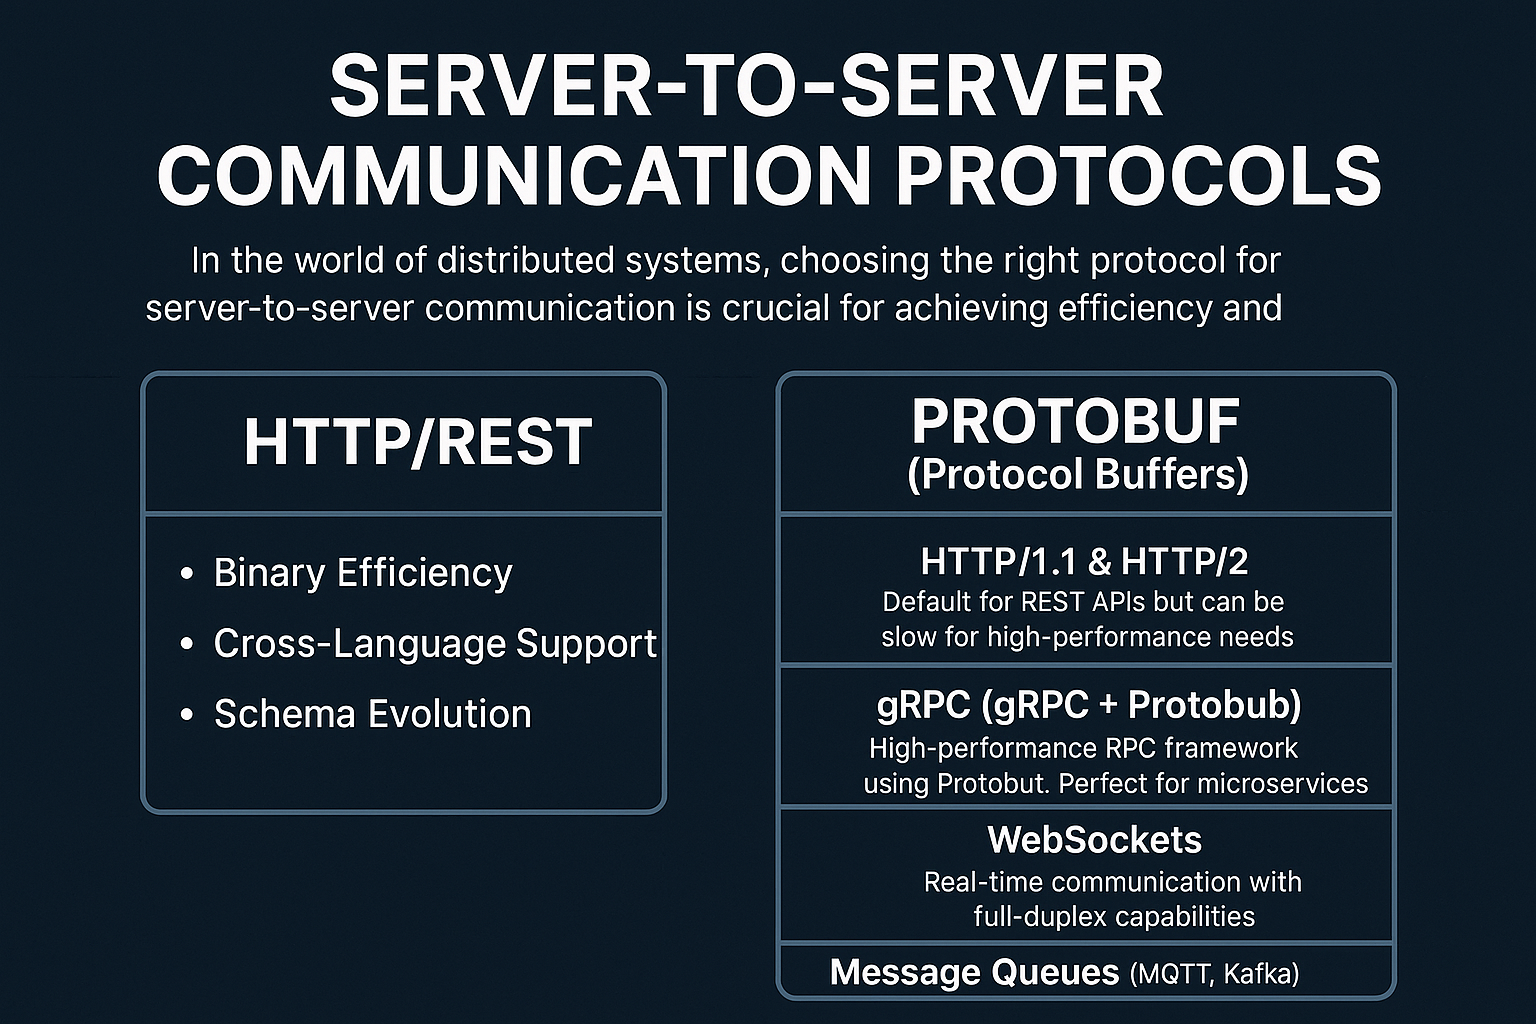 SERVER-TO-SERVER
COMMUNICATION PROTOCOLS
In the world of distributed systems, choosing the right protocol for
server-to-server communication is crucial for achieving efficiency and
HTTP/REST
• Binary Efficiency
• Cross-Language Support
• Schema Evolution
PROTOBUF
(Protocol Buffers)
HTTP/1.1 & HTTP/2
Default for REST APIs but can be
slow for high-performance needs
gRPC (gRPC + Protobub)
High-performance RPC framework
using Protobut. Perfect for microservices
WebSockets
Real-time communication with
full-duplex capabilities
Message Queues (MQTT, Kafka)